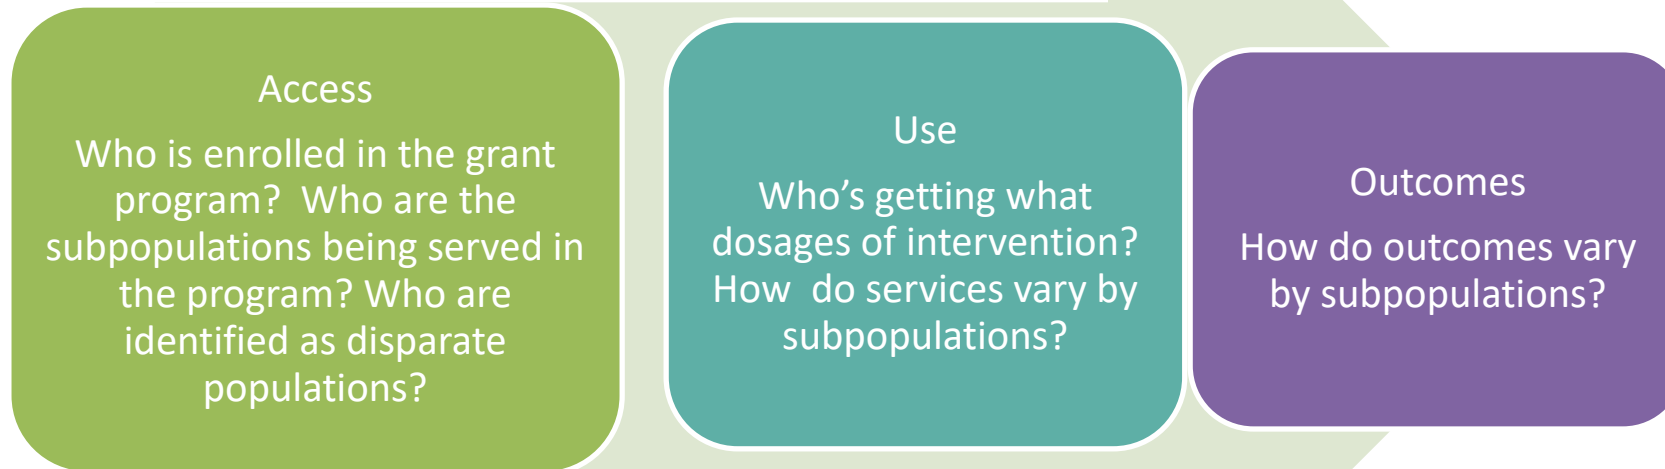 Access
Who is enrolled in the grant
program?  Who are the
subpopulations being served in
the program? Who are
identified as disparate
populations?
Use
Who’s getting what
dosages of intervention?
How  do services vary by
subpopulations?
Outcomes
How do outcomes vary
by subpopulations?